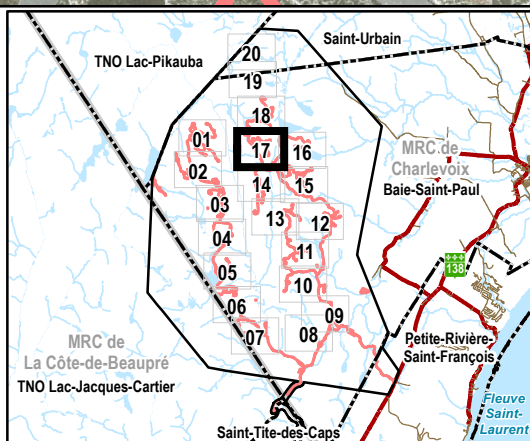 Saint-Urbain
20
TNO Lac-Pikauba
19
18
01
17
16
MRC de
Charlevoix
Baie-Saint-Paul
02
14
15
03
13
12
04
11
138
05
10
06
09
07
08
Petite-Rivière-
Saint-François
MRC de
La Côte-de-Beaupré
TNO Lac-Jacques-Cartier
Fleuve
Saint-
Laurent
Saint-Tite-des-Caps